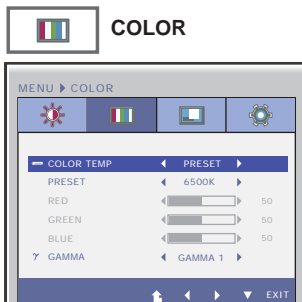 COLOR
MENU COLOR
COLOR TEMP PRESET
PRESET 6500K
RED 50
GREEN 50
BLUE 50
γ GAMMA GAMMA 1
EXIT